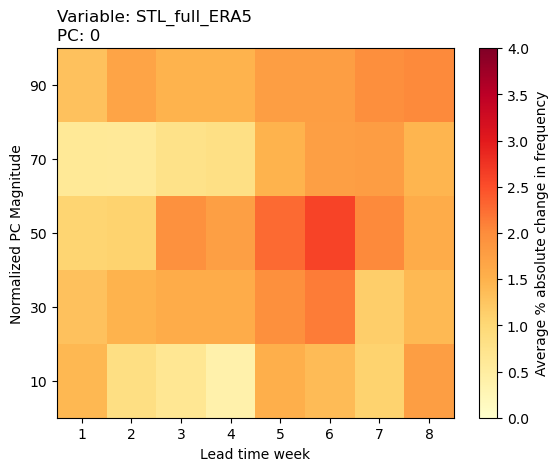 Variable: STL_full_ERA5
PC: 0
90
70
50
30
10
Normalized PC Magnitude
1 2 3 4 5 6 7 8
Lead time week
4.0
3.5
3.0
2.5
2.0
1.5
1.0
0.5
0.0
Average % absolute change in frequency